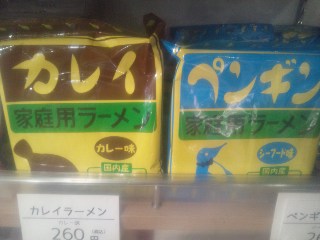 カレイ
家庭用ラーメン
カレー味
国内産
ペンギン
家庭用ラーメン
シーフード味
国内産
カレイラーメン
260
円
ペンギ